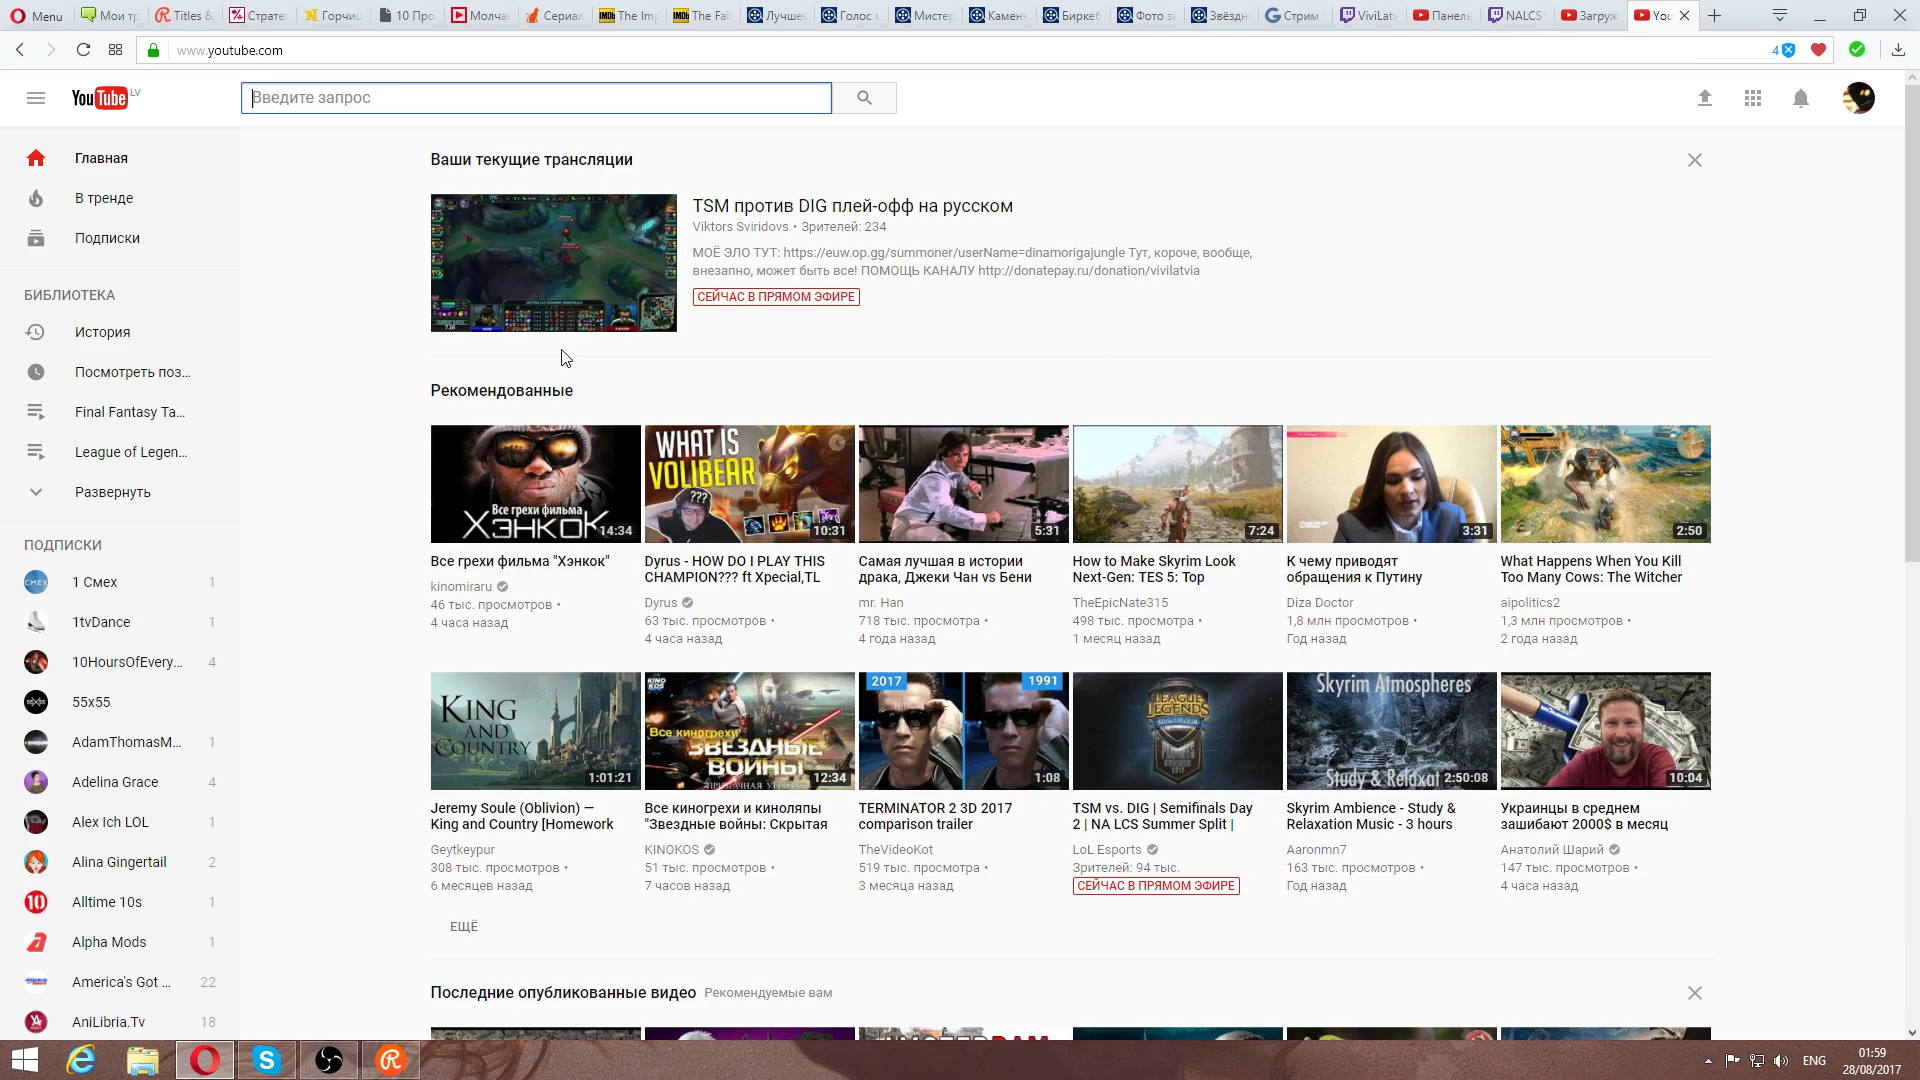 Menu
Мои тр
Titles &
Страте
Горчиц
10 Про
Молча
Сериа
The Im
The Fal
Лучше
Голос
Мистер
Камен
Биркеб
Фото з
Звёздн
Стрим
ViviLatv
Панель
NALCS
Загруж
You
www.youtube.com
4
YouTube LV
Введите запрос
Главная
В тренде
Подписки
БИБЛИОТЕКА
История
Посмотреть поз...
Final Fantasy Ta...
League of Legen...
Развернуть
ПОДПИСКИ
1 Смех 1
1tvDance 1
10HoursOfEvery... 4
55x55
AdamThomasM... 1
Adelina Grace 4
Alex Ich LOL 1
Alina Gingertail 2
Alltime 10s 1
Alpha Mods 1
America's Got ... 22
AniLibria.Tv 18
Ваши текущие трансляции
TSM против DIG плей-офф на русском
Viktors Sviridovs • Зрителей: 234
МОЁ ЭЛО ТУТ: https://euw.op.gg/summoner/userName=dinamorigajungle Тут, короче, вообще,
внезапно, может быть все! ПОМОЩЬ КАНАЛУ http://donatepay.ru/donation/vivilatvia
СЕЙЧАС В ПРЯМОМ ЭФИРЕ
Рекомендованные
Все грехи фильма
ХЭНКОК
14:34
Все грехи фильма "Хэнкок"
kinomiraru
46 тыс. просмотров •
4 часа назад
WHAT IS
VOLIBEAR
???
10:31
Dyrus - HOW DO I PLAY THIS
CHAMPION??? ft Xpecial,TL
Dyrus
63 тыс. просмотров •
4 часа назад
5:31
Самая лучшая в истории
драка, Джеки Чан vs Бени
mr. Han
718 тыс. просмотра •
4 года назад
7:24
How to Make Skyrim Look
Next-Gen: TES 5: Top
TheEpicNate315
498 тыс. просмотра •
1 месяц назад
3:31
К чему приводят
обращения к Путину
Diza Doctor
1,8 млн просмотров •
Год назад
2:50
What Happens When You Kill
Too Many Cows: The Witcher
aipolitics2
1,3 млн просмотров •
2 года назад
KING
AND
COUNTRY
1:01:21
Jeremy Soule (Oblivion) —
King and Country [Homework
Geytkeypur
308 тыс. просмотров •
6 месяцев назад
KINO
KOS
Все киногрехи
ЗВЕЗДНЫЕ
ВОЙНЫ
ПРИЗРАЧНАЯ УГРОЗА
12:34
Все киногрехи и киноляпы
"Звездные войны: Скрытая
KINOKOS
51 тыс. просмотров •
7 часов назад
2017 1991
1:08
TERMINATOR 2 3D 2017
comparison trailer
TheVideoKot
519 тыс. просмотра •
3 месяца назад
LEAGUE
LEGENDS
TSM vs. DIG | Semifinals Day
2 | NA LCS Summer Split |
LoL Esports
Зрителей: 94 тыс.
СЕЙЧАС В ПРЯМОМ ЭФИРЕ
Skyrim Atmospheres
Study & Relaxat
2:50:08
Skyrim Ambience - Study &
Relaxation Music - 3 hours
Aaronmn7
163 тыс. просмотров •
Год назад
10:04
Украинцы в среднем
зашибают 2000$ в месяц
Анатолий Шарий
147 тыс. просмотров •
4 часа назад
ЕЩЁ
Последние опубликованные видео Рекомендуемые вам
ENG
01:59
28/08/2017